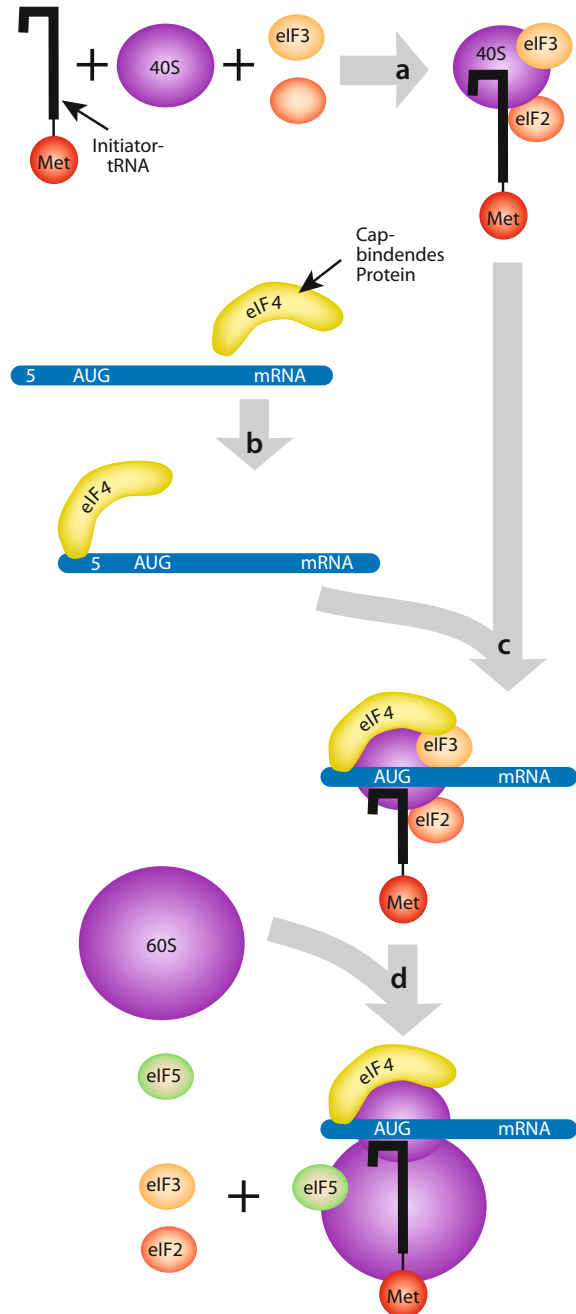 eIF3
40S
a
40S
eIF3
eIF2
Met
Initiator-
tRNA
Met
Cap-
bindendes
Protein
eIF4
5 AUG mRNA
b
eIF4
5 AUG mRNA
c
eIF4
eIF3
AUG mRNA
eIF2
Met
60S
d
eIF5
eIF4
AUG mRNA
eIF3
eIF5
eIF2
Met